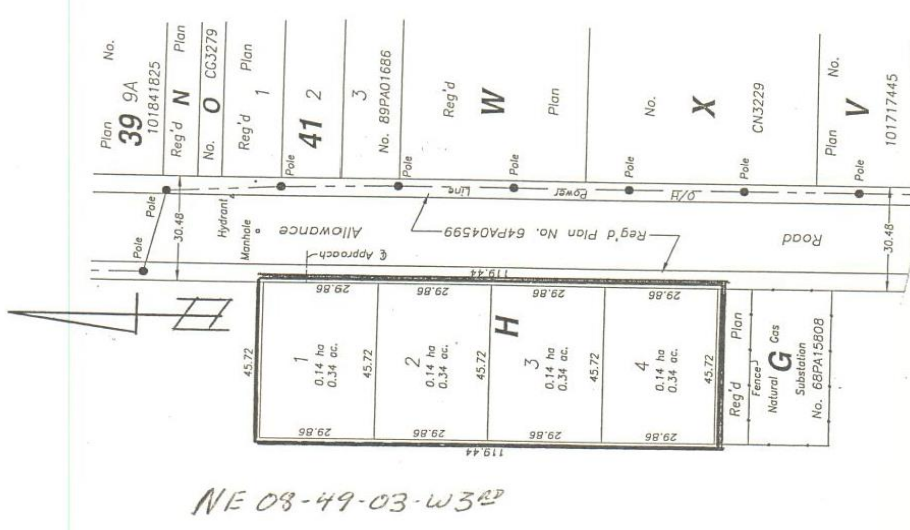 Plan No.
39 9A
101841825
Reg'd N Plan
No. O CG3279
Reg'd 1 Plan
41 2
3
No. 89PA01686
Reg'd Plan
W
No.
X
CN3229
Plan No.
V
101717445
Pole
Pole
Pole
Pole
Pole
Pole
Pole
Pole
Line Power O/H
30.48
Hydrant
Manhole
Allowance
Reg'd Plan No. 64PA04599
Road
30.48
₵ Approach
119.44
29.86 29.86 29.86 29.86
45.72
1
0.14 ha
0.34 ac.
45.72
2
0.14 ha
0.34 ac.
45.72
H
3
0.14 ha
0.34 ac.
45.72
4
0.14 ha
0.34 ac.
45.72
29.86 29.86 29.86 29.86
119.44
Reg'd Plan
Fence
Natural G Gas
Substation
No. 68PA15808
NE 08-49-03-W3RD